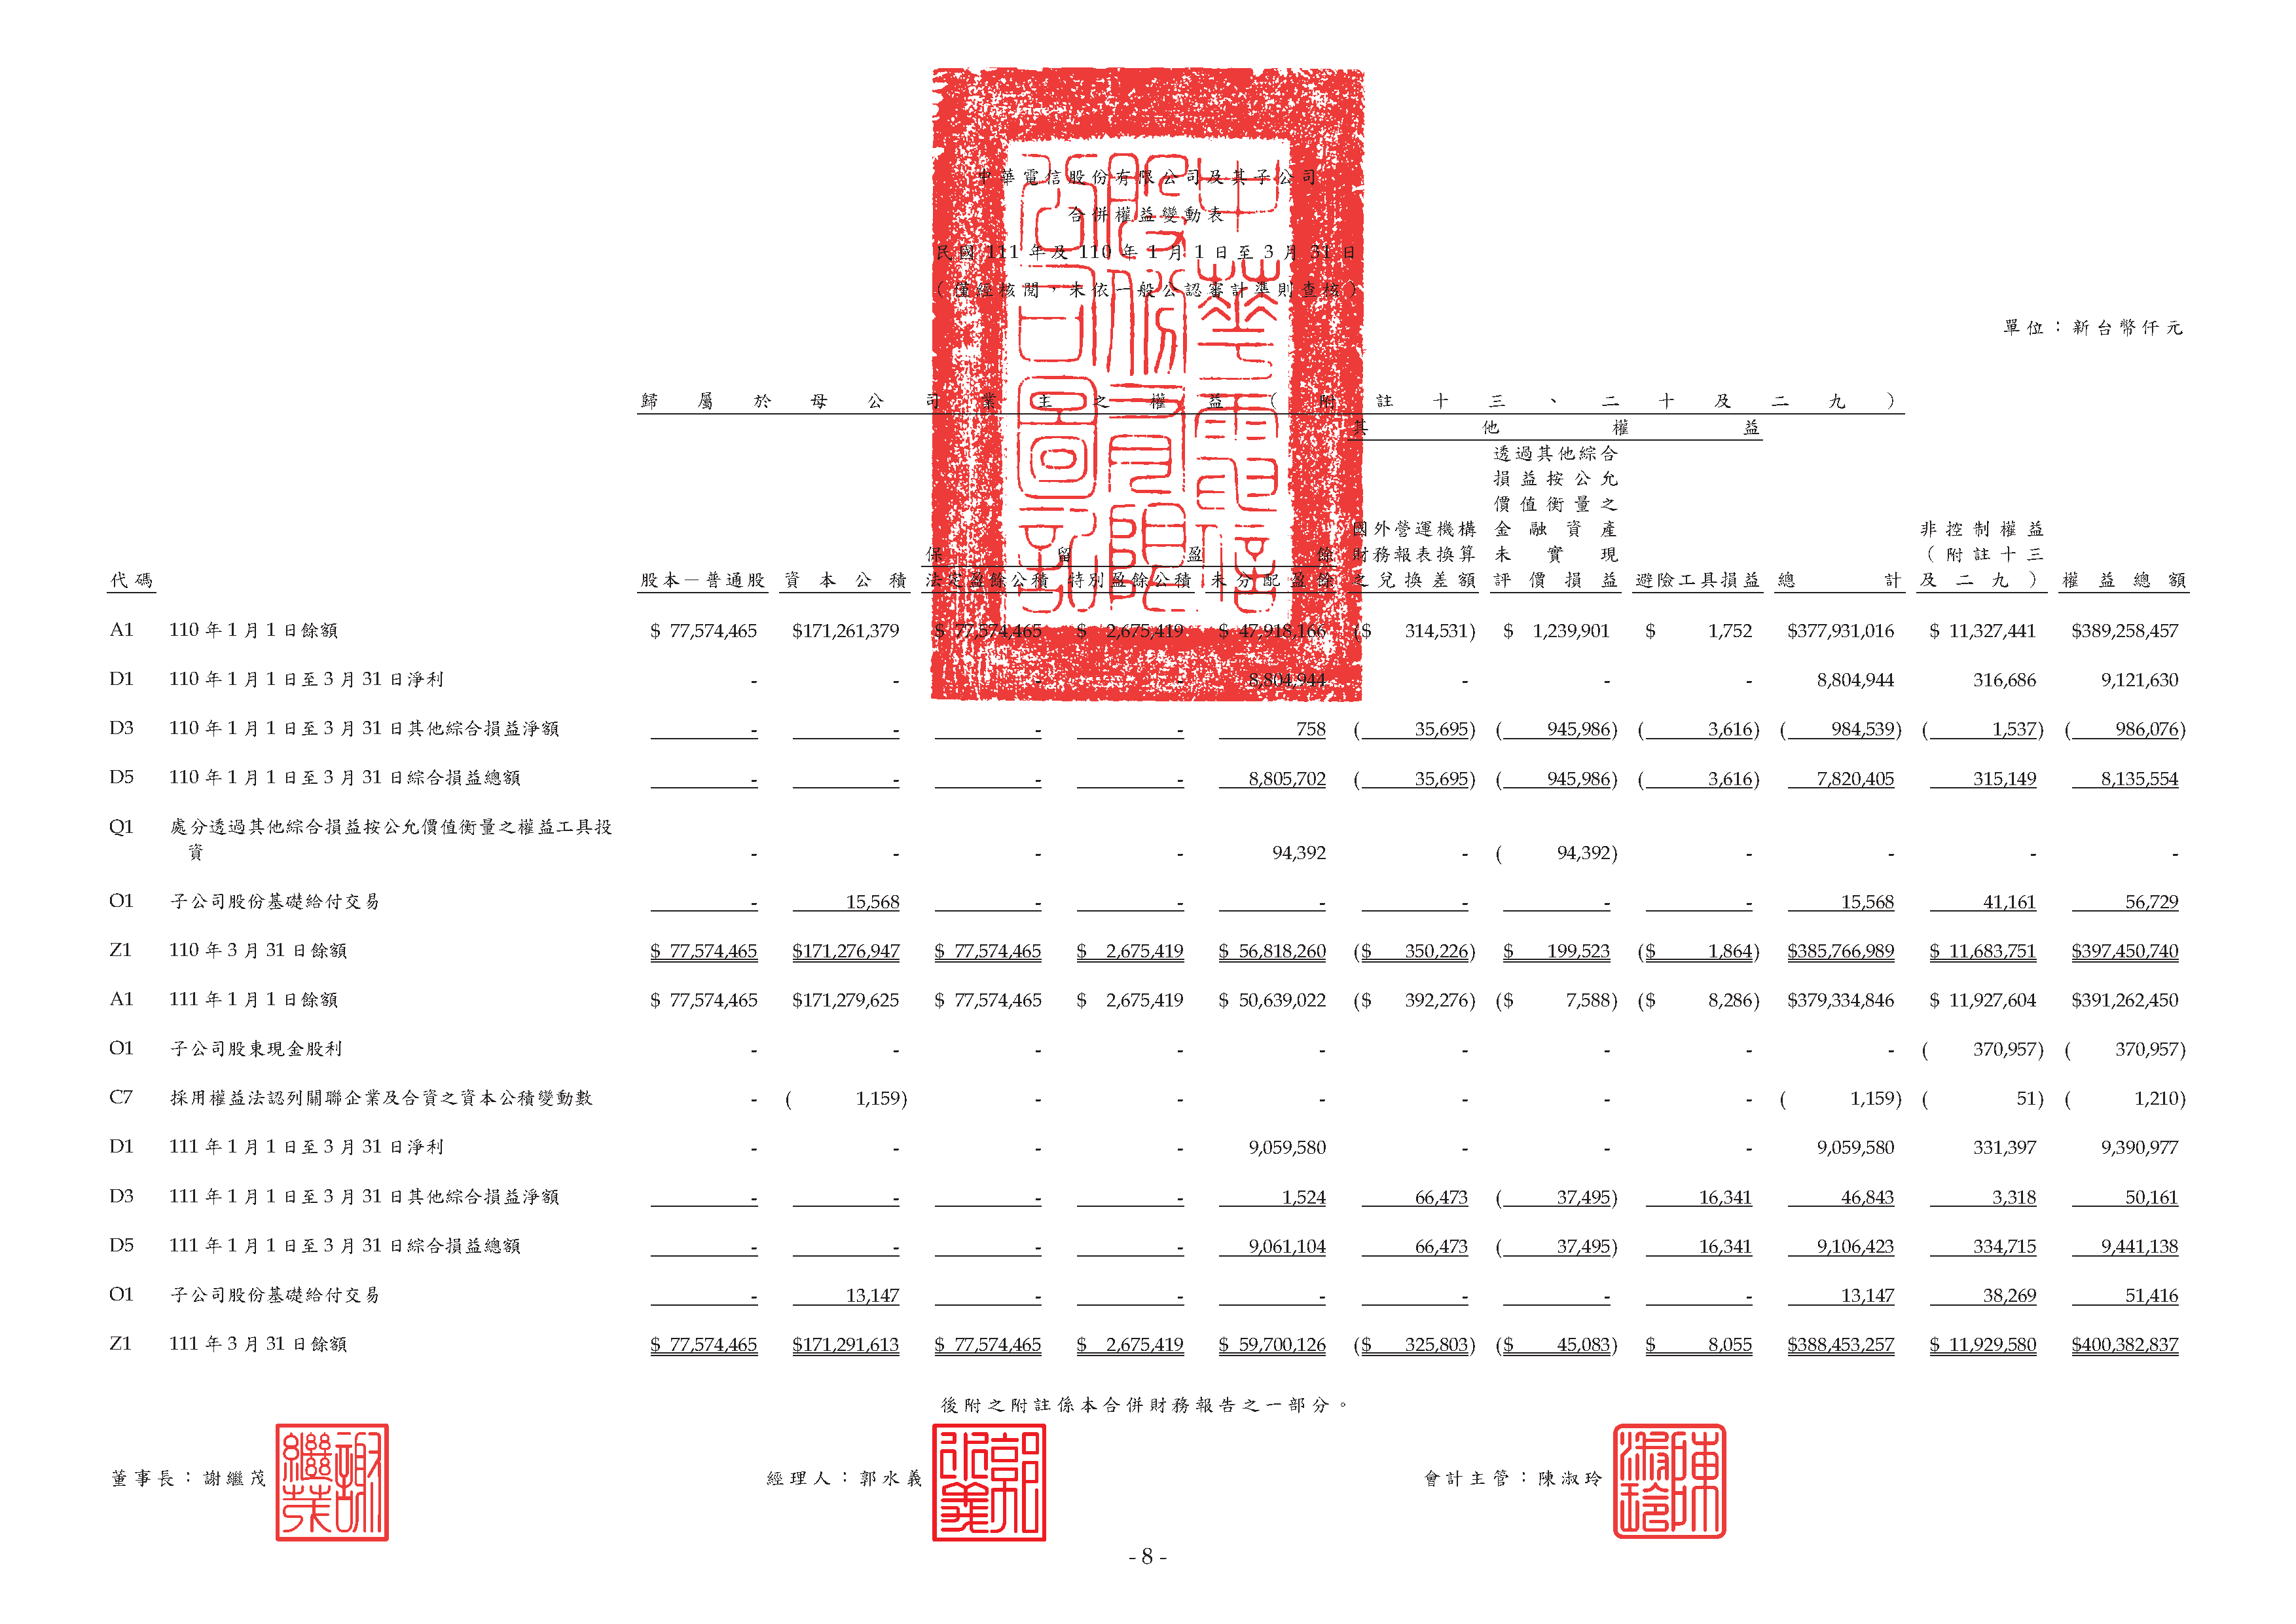 中華電信股份有限公司及其子公司
合併權益變動表
民國 111 年及 110 年 1 月 1 日至 3 月 31 日
（僅經核閱，未依一般公認審計準則查核）
單位：新台幣仟元
歸屬於母公司業主之權益（附註十三、二十及二九）
其他權益
透過其他綜合
損益按公允
價值衡量之
國外營運機構 金融資產 非控制權益
保留盈餘 財務報表換算 未實現 （附註十三
代碼 股本－普通股 資本公積 法定盈餘公積 特別盈餘公積 未分配盈餘 之兌換差額 評價損益 避險工具損益 總計 及二九） 權益總額
A1 110 年 1 月 1 日餘額 $ 77,574,465 $171,261,379 $ 77,574,465 $ 2,675,419 $ 47,918,166 ($ 314,531) $ 1,239,901 $ 1,752 $377,931,016 $ 11,327,441 $389,258,457
D1 110 年 1 月 1 日至 3 月 31 日淨利 - - - - 8,804,944 - - - 8,804,944 316,686 9,121,630
D3 110 年 1 月 1 日至 3 月 31 日其他綜合損益淨額 - - - - 758 ( 35,695) ( 945,986) ( 3,616) ( 984,539) ( 1,537) ( 986,076)
D5 110 年 1 月 1 日至 3 月 31 日綜合損益總額 - - - - 8,805,702 ( 35,695) ( 945,986) ( 3,616) 7,820,405 315,149 8,135,554
Q1 處分透過其他綜合損益按公允價值衡量之權益工具投
資 - - - - 94,392 - ( 94,392) - - - -
O1 子公司股份基礎給付交易 - 15,568 - - - - - - 15,568 41,161 56,729
Z1 110 年 3 月 31 日餘額 $ 77,574,465 $171,276,947 $ 77,574,465 $ 2,675,419 $ 56,818,260 ($ 350,226) $ 199,523 ($ 1,864) $385,766,989 $ 11,683,751 $397,450,740
A1 111 年 1 月 1 日餘額 $ 77,574,465 $171,279,625 $ 77,574,465 $ 2,675,419 $ 50,639,022 ($ 392,276) ($ 7,588) ($ 8,286) $379,334,846 $ 11,927,604 $391,262,450
O1 子公司股東現金股利 - - - - - - - - - ( 370,957) ( 370,957)
C7 採用權益法認列關聯企業及合資之資本公積變動數 - ( 1,159) - - - - - - ( 1,159) ( 51) ( 1,210)
D1 111 年 1 月 1 日至 3 月 31 日淨利 - - - - 9,059,580 - - - 9,059,580 331,397 9,390,977
D3 111 年 1 月 1 日至 3 月 31 日其他綜合損益淨額 - - - - 1,524 66,473 ( 37,495) 16,341 46,843 3,318 50,161
D5 111 年 1 月 1 日至 3 月 31 日綜合損益總額 - - - - 9,061,104 66,473 ( 37,495) 16,341 9,106,423 334,715 9,441,138
O1 子公司股份基礎給付交易 - 13,147 - - - - - - 13,147 38,269 51,416
Z1 111 年 3 月 31 日餘額 $ 77,574,465 $171,291,613 $ 77,574,465 $ 2,675,419 $ 59,700,126 ($ 325,803) ($ 45,083) $ 8,055 $388,453,257 $ 11,929,580 $400,382,837
後附之附註係本合併財務報告之一部分。
董事長：謝繼茂 謝繼茂 經理人：郭水義 郭水義 會計主管：陳淑玲 陳淑玲
- 8 -